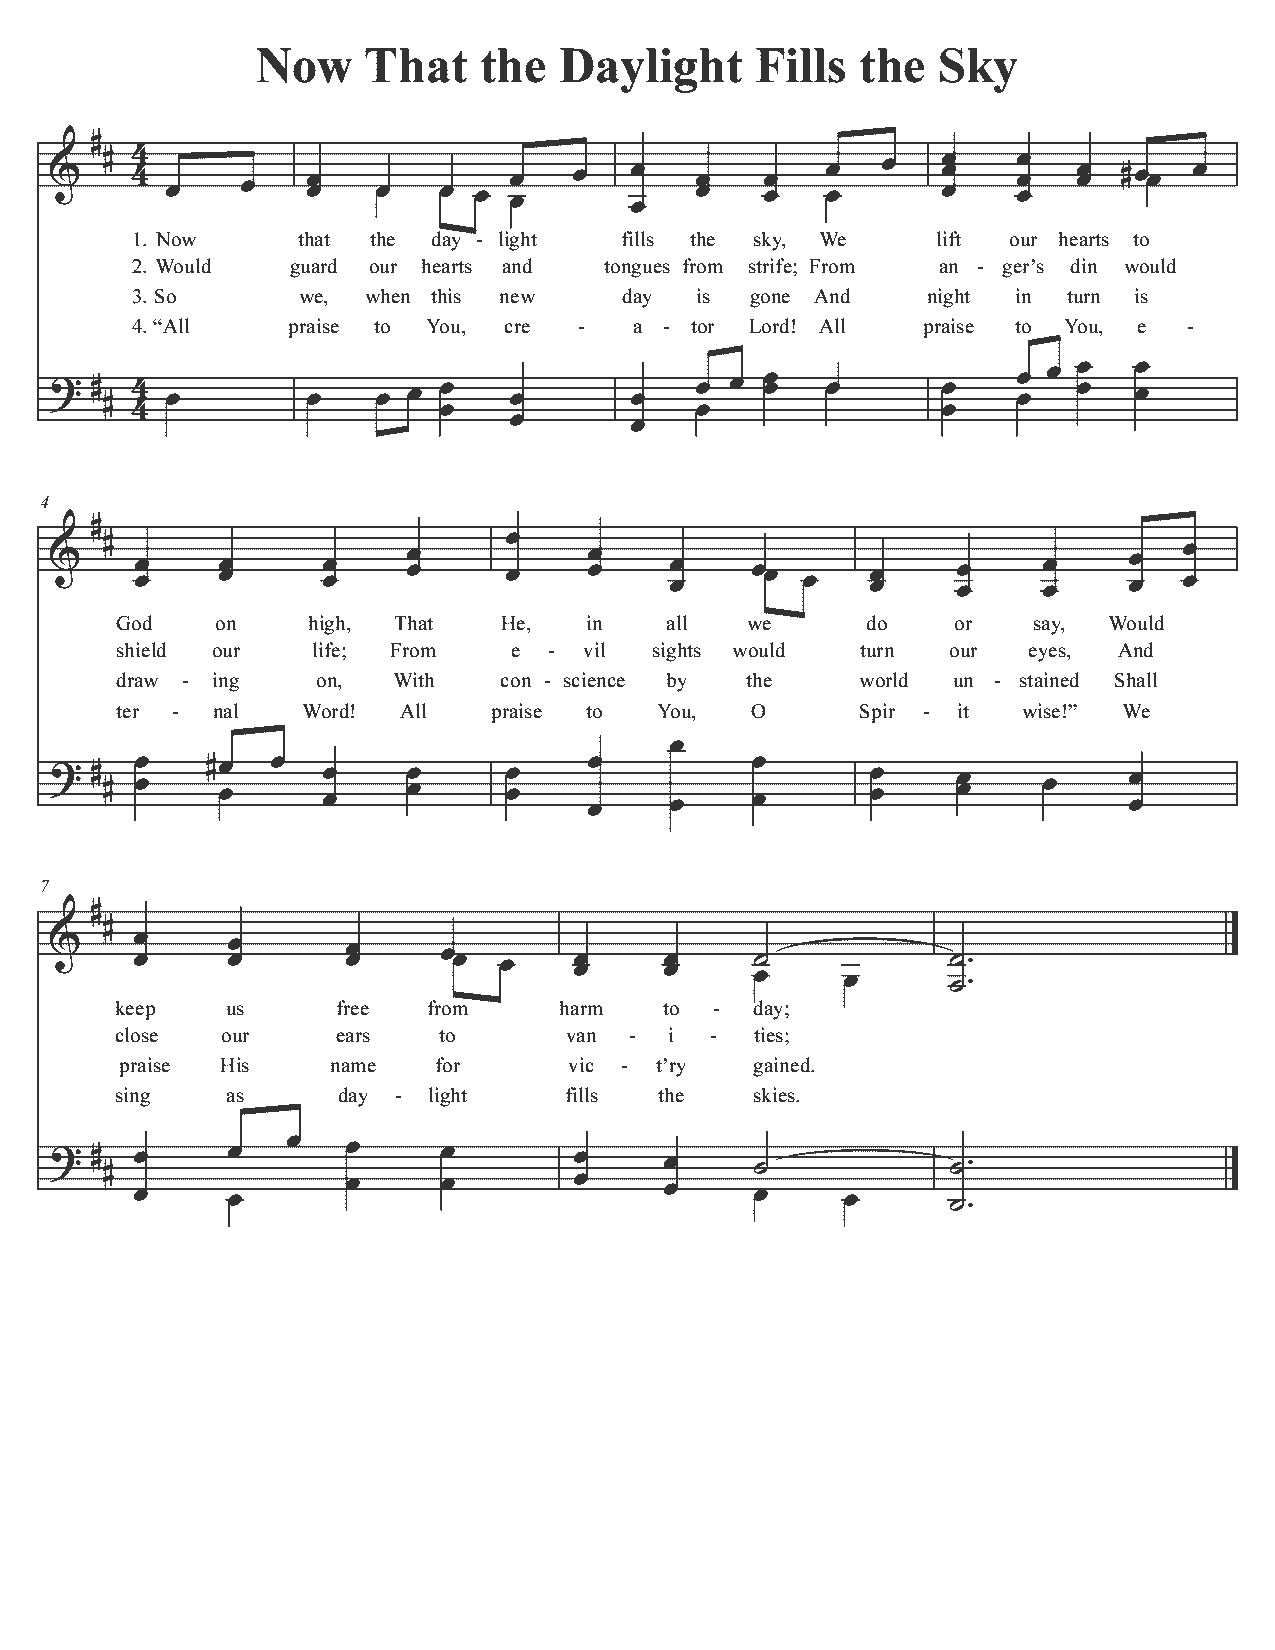 Now That the Daylight Fills the Sky
1. Now that the day - light fills the sky, We lift our hearts to
2. Would guard our hearts and tongues from strife; From an - ger’s din would
3. So we, when this new day is gone And night in turn is
4. “All praise to You, cre - a - tor Lord! All praise to You, e -
4
God on high, That He, in all we do or say, Would
shield our life; From e - vil sights would turn our eyes, And
draw - ing on, With con - science by the world un - stained Shall
ter - nal Word! All praise to You, O Spir - it wise!” We
7
keep us free from harm to - day;
close our ears to van - i - ties;
praise His name for vic - t’ry gained.
sing as day - light fills the skies.